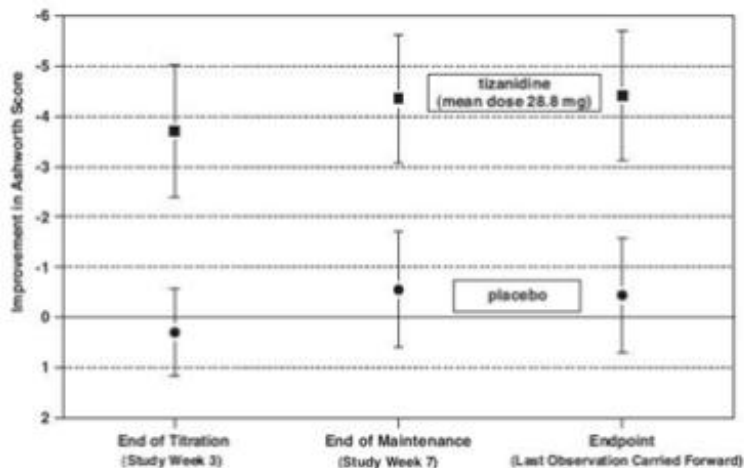 Improvement in Ashworth Score
-6
-5
-4
-3
-2
-1
0
1
2
tizanidine
(mean dose 28.8 mg)
placebo
End of Titration
(Study Week 3)
End of Maintenance
(Study Week 7)
Endpoint
(Last Observation Carried Forward)